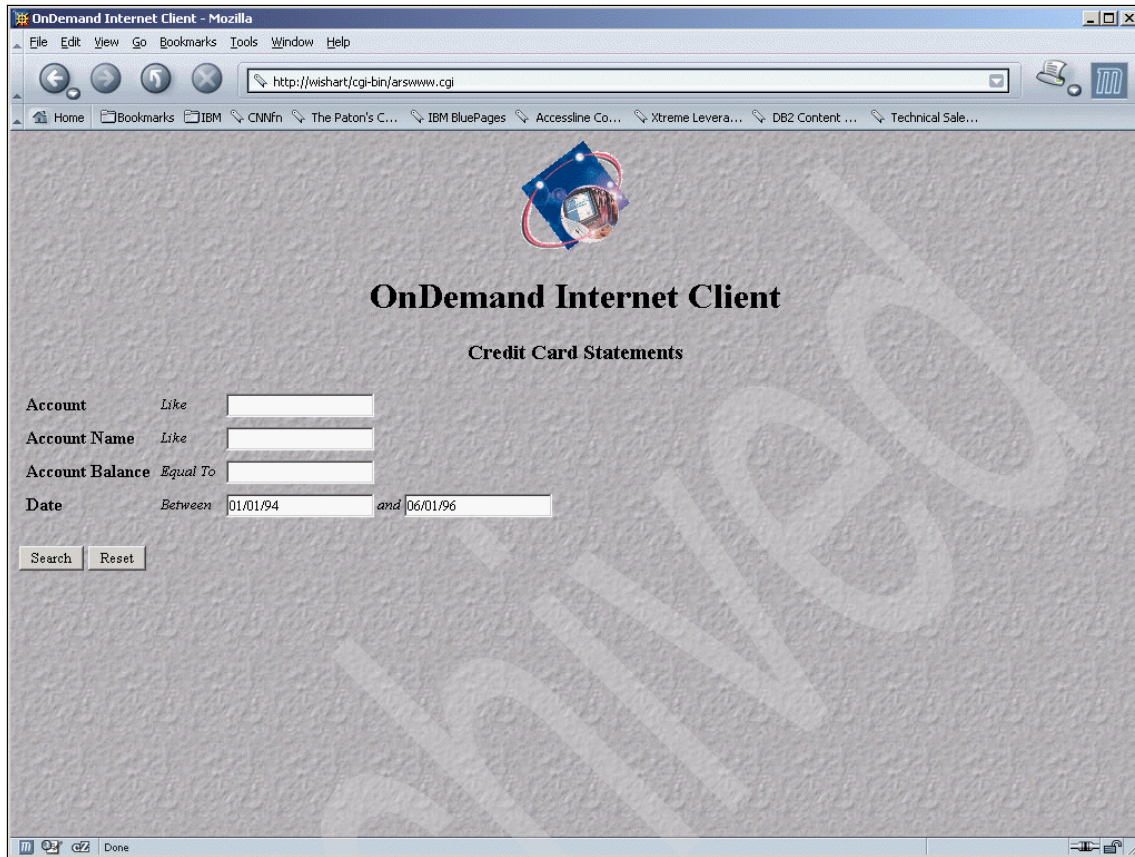 OnDemand Internet Client - Mozilla
File Edit View Go Bookmarks Tools Window Help
http://wishart/cgi-bin/arswww.cgi
Home Bookmarks IBM CNNfn The Paton's C... IBM BluePages Accessline Co... Xtreme Levera... DB2 Content ... Technical Sale...
OnDemand Internet Client
Credit Card Statements
Account Like
Account Name Like
Account Balance Equal To
Date Between 01/01/94 and 06/01/96
Search Reset
Done